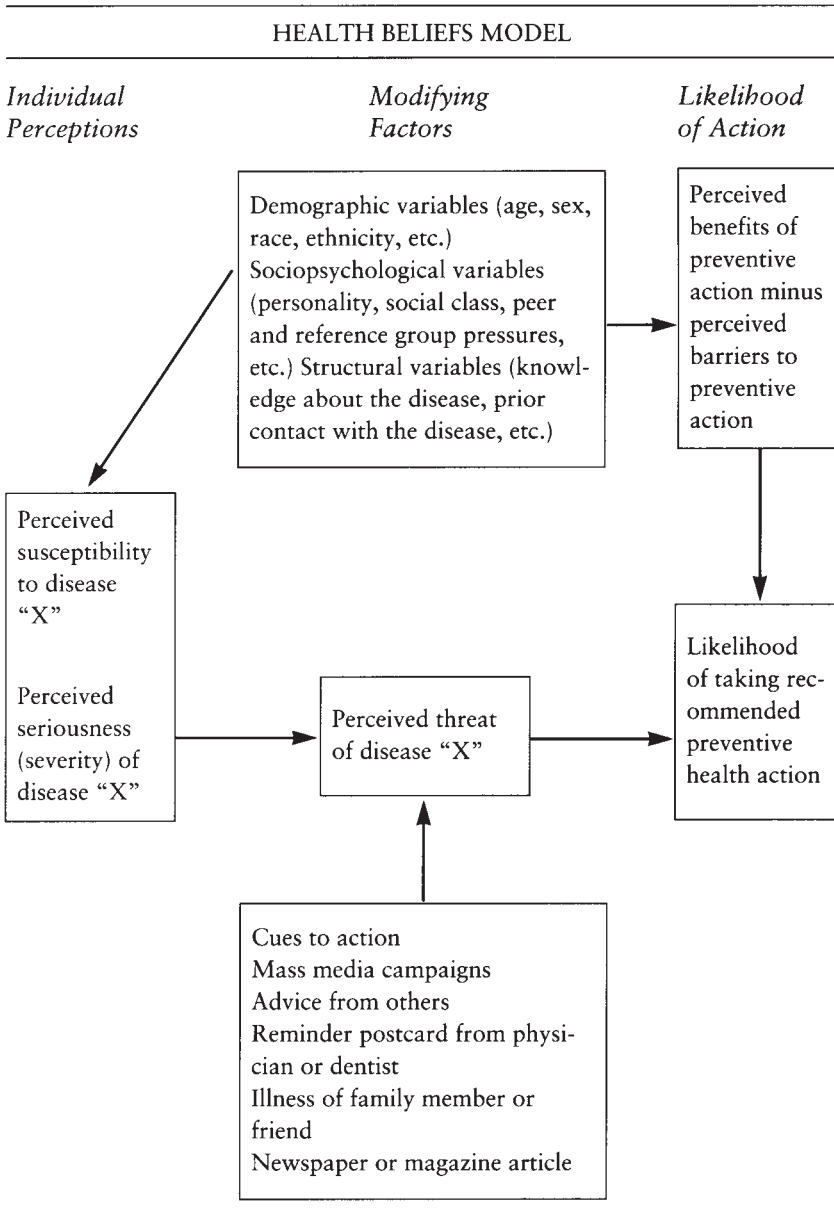 HEALTH BELIEFS MODEL
Individual
Perceptions
Modifying
Factors
Likelihood
of Action
Demographic variables (age, sex,
race, ethnicity, etc.)
Sociopsychological variables
(personality, social class, peer
and reference group pressures,
etc.) Structural variables (knowl-
edge about the disease, prior
contact with the disease, etc.)
Perceived
benefits of
preventive
action minus
perceived
barriers to
preventive
action
Perceived
susceptibility
to disease
“X”
Perceived
seriousness
(severity) of
disease “X”
Perceived threat
of disease “X”
Likelihood
of taking rec-
ommended
preventive
health action
Cues to action
Mass media campaigns
Advice from others
Reminder postcard from physi-
cian or dentist
Illness of family member or
friend
Newspaper or magazine article